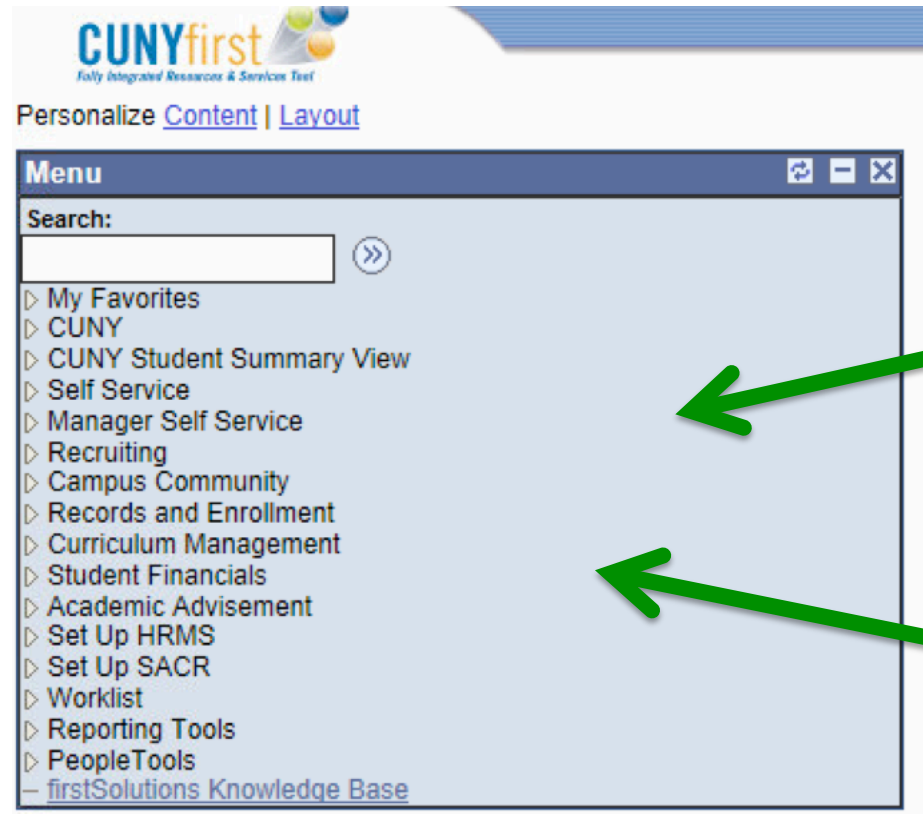 CUNYfirst
Fully Integrated Resources & Services Tool
Personalize Content | Layout
Menu
Search:
My Favorites
CUNY
CUNY Student Summary View
Self Service
Manager Self Service
Recruiting
Campus Community
Records and Enrollment
Curriculum Management
Student Financials
Academic Advisement
Set Up HRMS
Set Up SACR
Worklist
Reporting Tools
PeopleTools
firstSolutions Knowledge Base